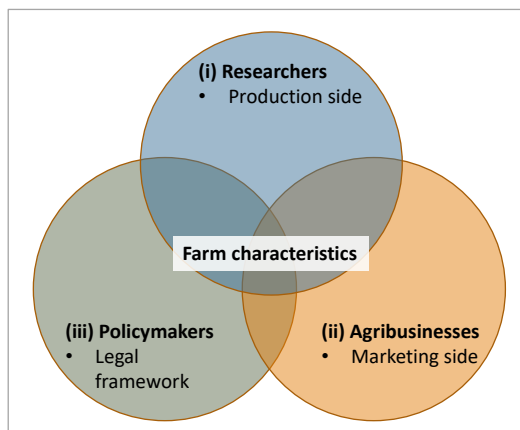 (i) Researchers
• Production side
Farm characteristics
(iii) Policymakers
• Legal
framework
(ii) Agribusinesses
• Marketing side